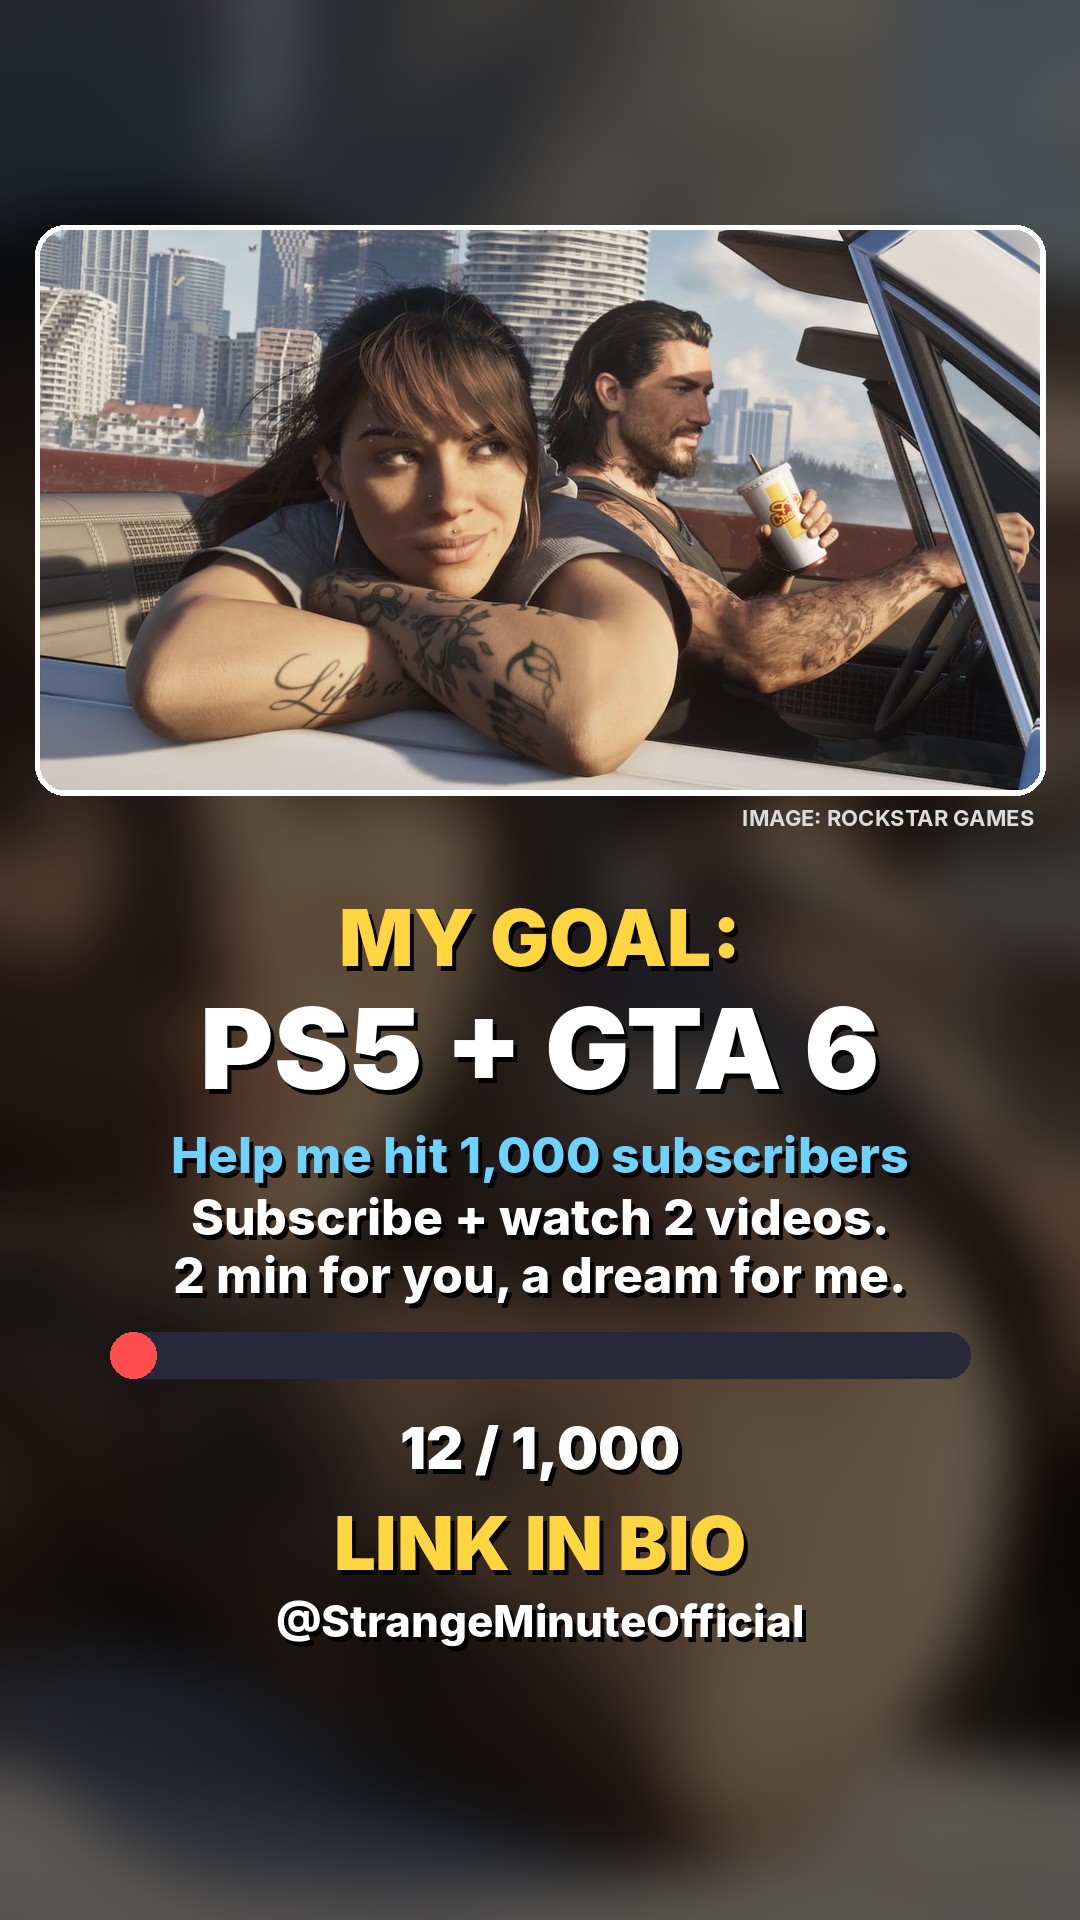 Life's a
IMAGE: ROCKSTAR GAMES
MY GOAL:
PS5 + GTA 6
Help me hit 1,000 subscribers
Subscribe + watch 2 videos.
2 min for you, a dream for me.
12 / 1,000
LINK IN BIO
@StrangeMinuteOfficial